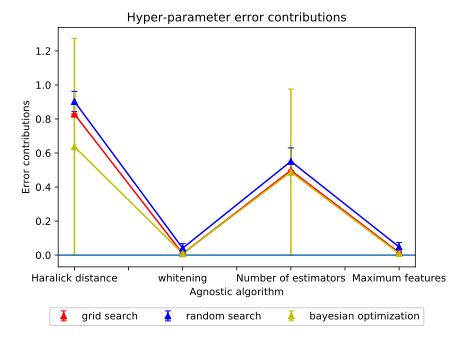 Hyper-parameter error contributions
Error contributions
1.2
1.0
0.8
0.6
0.4
0.2
0.0
Haralick distance whitening Number of estimators Maximum features
Agnostic algorithm
grid search random search bayesian optimization